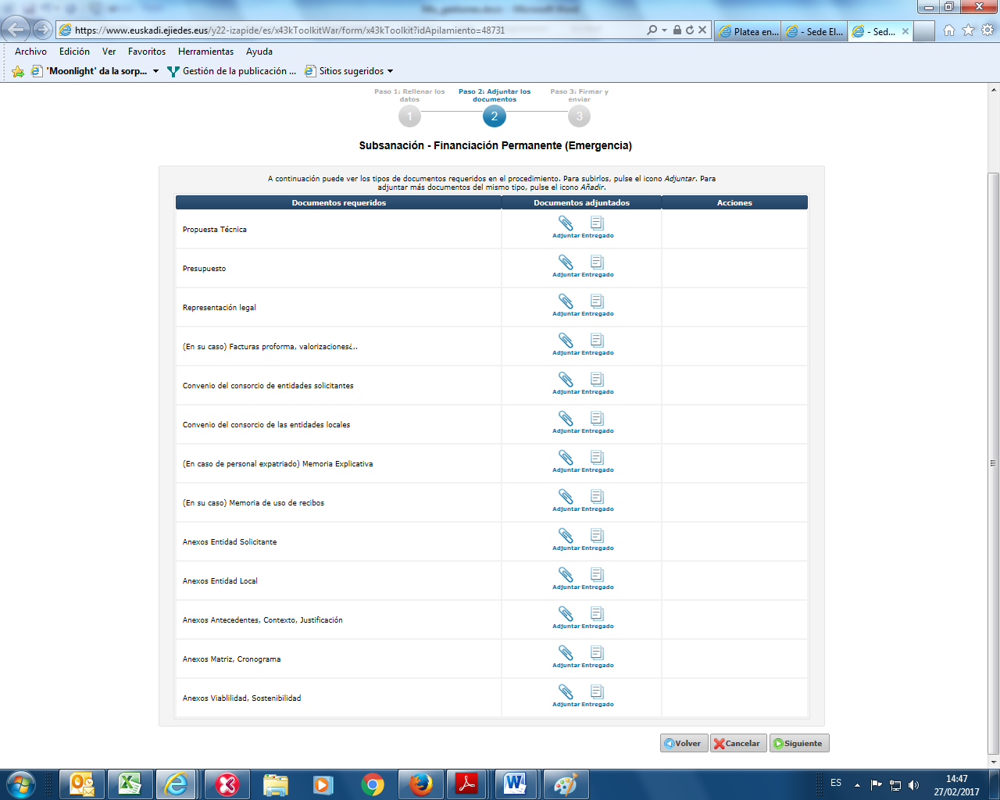 https://www.euskadi.ejiedes.eus/y22-izapide/es/x43kToolkitWar/form/x43kToolkit?idApilamiento=48731
Platea en...
- Sede El...
- Sed...
Archivo Edición Ver Favoritos Herramientas Ayuda
'Moonlight' da la sorp...
Gestión de la publicación ...
Sitios sugeridos
Paso 1: Rellenar los datos
Paso 2: Adjuntar los documentos
Paso 3: Firmar y enviar
1 2 3
Subsanación - Financiación Permanente (Emergencia)
A continuación puede ver los tipos de documentos requeridos en el procedimiento. Para subirlos, pulse el icono Adjuntar. Para
adjuntar más documentos del mismo tipo, pulse el icono Añadir.
Documentos requeridos Documentos adjuntados Acciones
Propuesta Técnica
Adjuntar Entregado
Presupuesto
Adjuntar Entregado
Representación legal
Adjuntar Entregado
(En su caso) Facturas proforma, valorizaciones¿..
Adjuntar Entregado
Convenio del consorcio de entidades solicitantes
Adjuntar Entregado
Convenio del consorcio de las entidades locales
Adjuntar Entregado
(En caso de personal expatriado) Memoria Explicativa
Adjuntar Entregado
(En su caso) Memoria de uso de recibos
Adjuntar Entregado
Anexos Entidad Solicitante
Adjuntar Entregado
Anexos Entidad Local
Adjuntar Entregado
Anexos Antecedentes, Contexto, Justificación
Adjuntar Entregado
Anexos Matriz, Cronograma
Adjuntar Entregado
Anexos Viablilidad, Sostenibilidad
Adjuntar Entregado
Volver Cancelar Siguiente
ES
14:47
27/02/2017